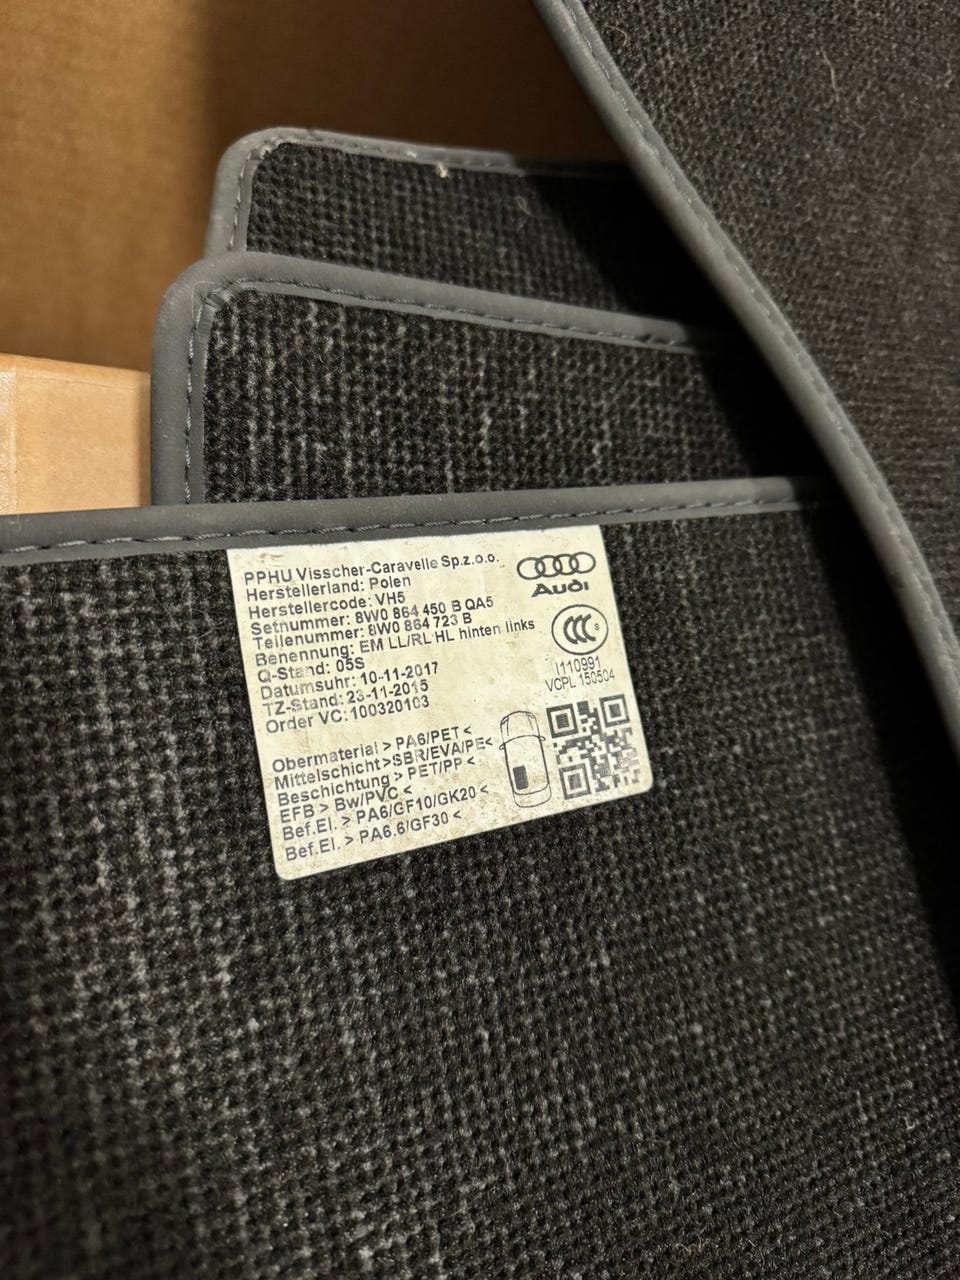 PPHU Visscher-Caravelle Sp.z.o.o.
Herstellerland: Polen
Herstellercode: VH5
Setnummer: 8W0 864 450 B QA5
Teilenummer: 8W0 864 723 B
Benennung: EM LL/RL HL hinten links
Q-Stand: 05S
Datumsuhr: 10-11-2017
TZ-Stand: 23-11-2015
Order VC: 100320103
Audi
CCC S
I110991
VCPL 150504
Obermaterial > PA6/PET <
Mittelschicht>SBR/EVA/PE<
Beschichtung > PET/PP <
EFB > Bw/PVC <
Bef.El. > PA6/GF10/GK20 <
Bef.El. > PA6.6/GF30 <